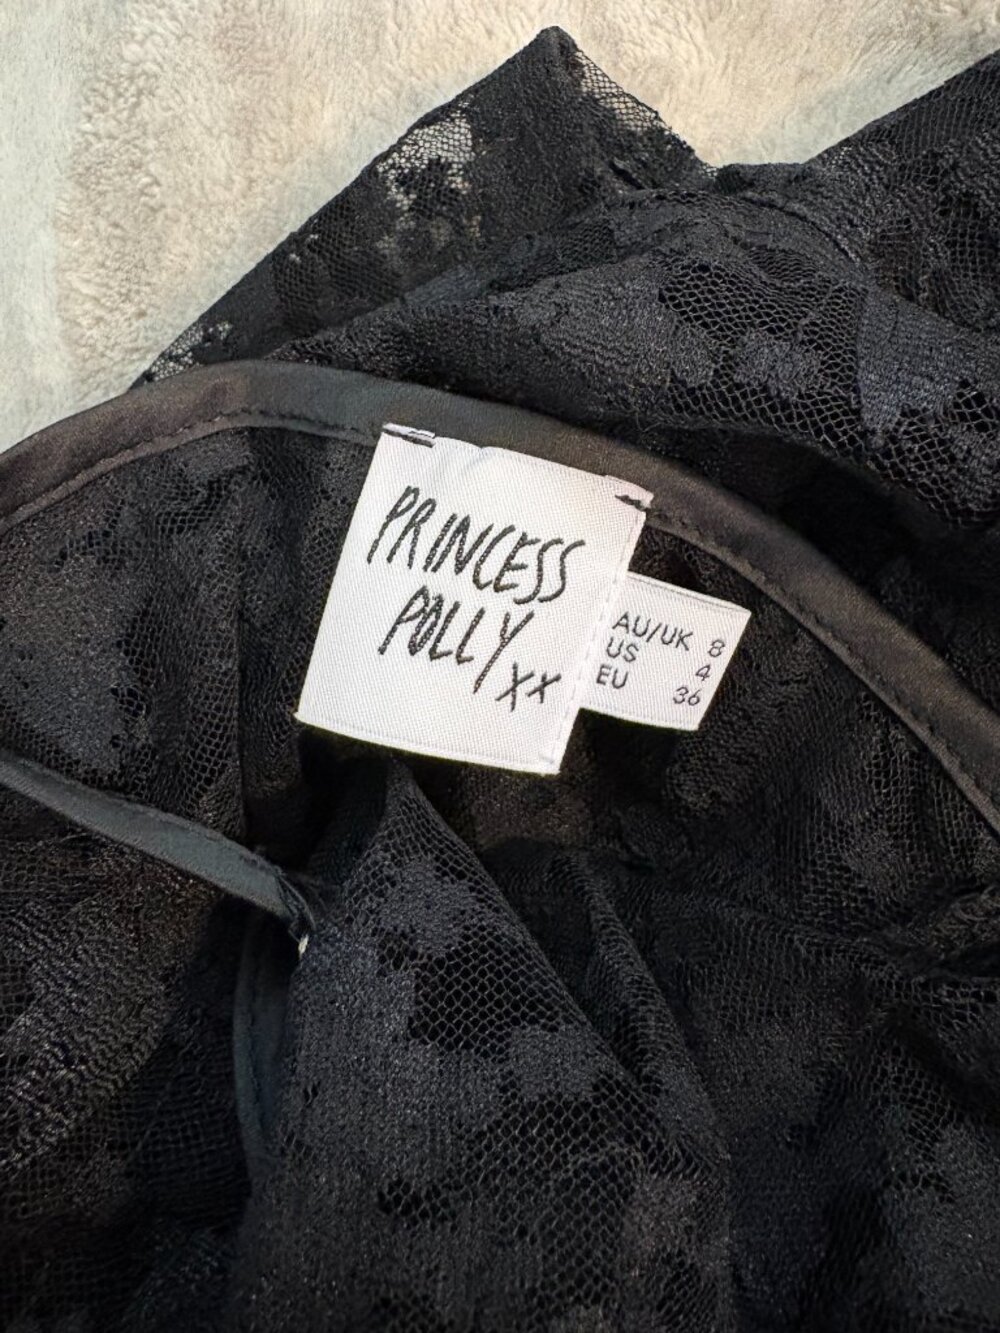 PRINCESS
POLLY xx
AU/UK 8
US 4
EU 36